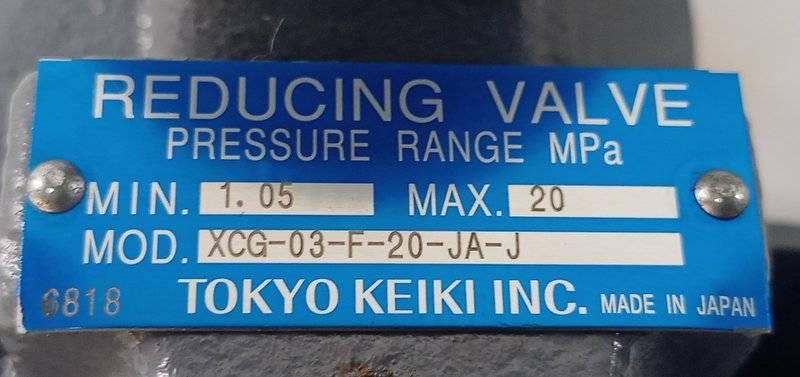 REDUCING VALVE
PRESSURE RANGE MPa
MIN. 1.05 MAX. 20
MOD. XCG-03-F-20-JA-J
6818 TOKYO KEIKI INC. MADE IN JAPAN